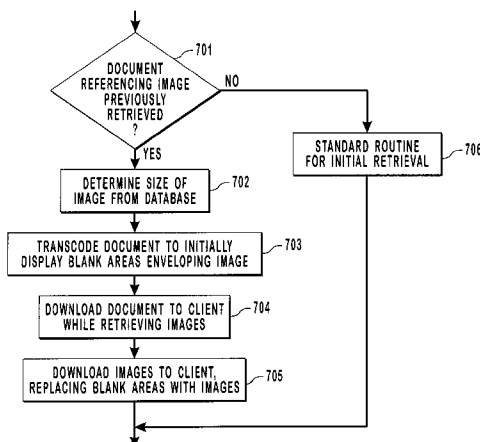 701
DOCUMENT
REFERENCING IMAGE
PREVIOUSLY
RETRIEVED
?
NO
YES
STANDARD ROUTINE
FOR INITIAL RETRIEVAL
706
DETERMINE SIZE OF
IMAGE FROM DATABASE
702
TRANSCODE DOCUMENT TO INITIALLY
DISPLAY BLANK AREAS ENVELOPING IMAGE
703
DOWNLOAD DOCUMENT TO CLIENT
WHILE RETRIEVING IMAGES
704
DOWNLOAD IMAGES TO CLIENT,
REPLACING BLANK AREAS WITH IMAGES
705